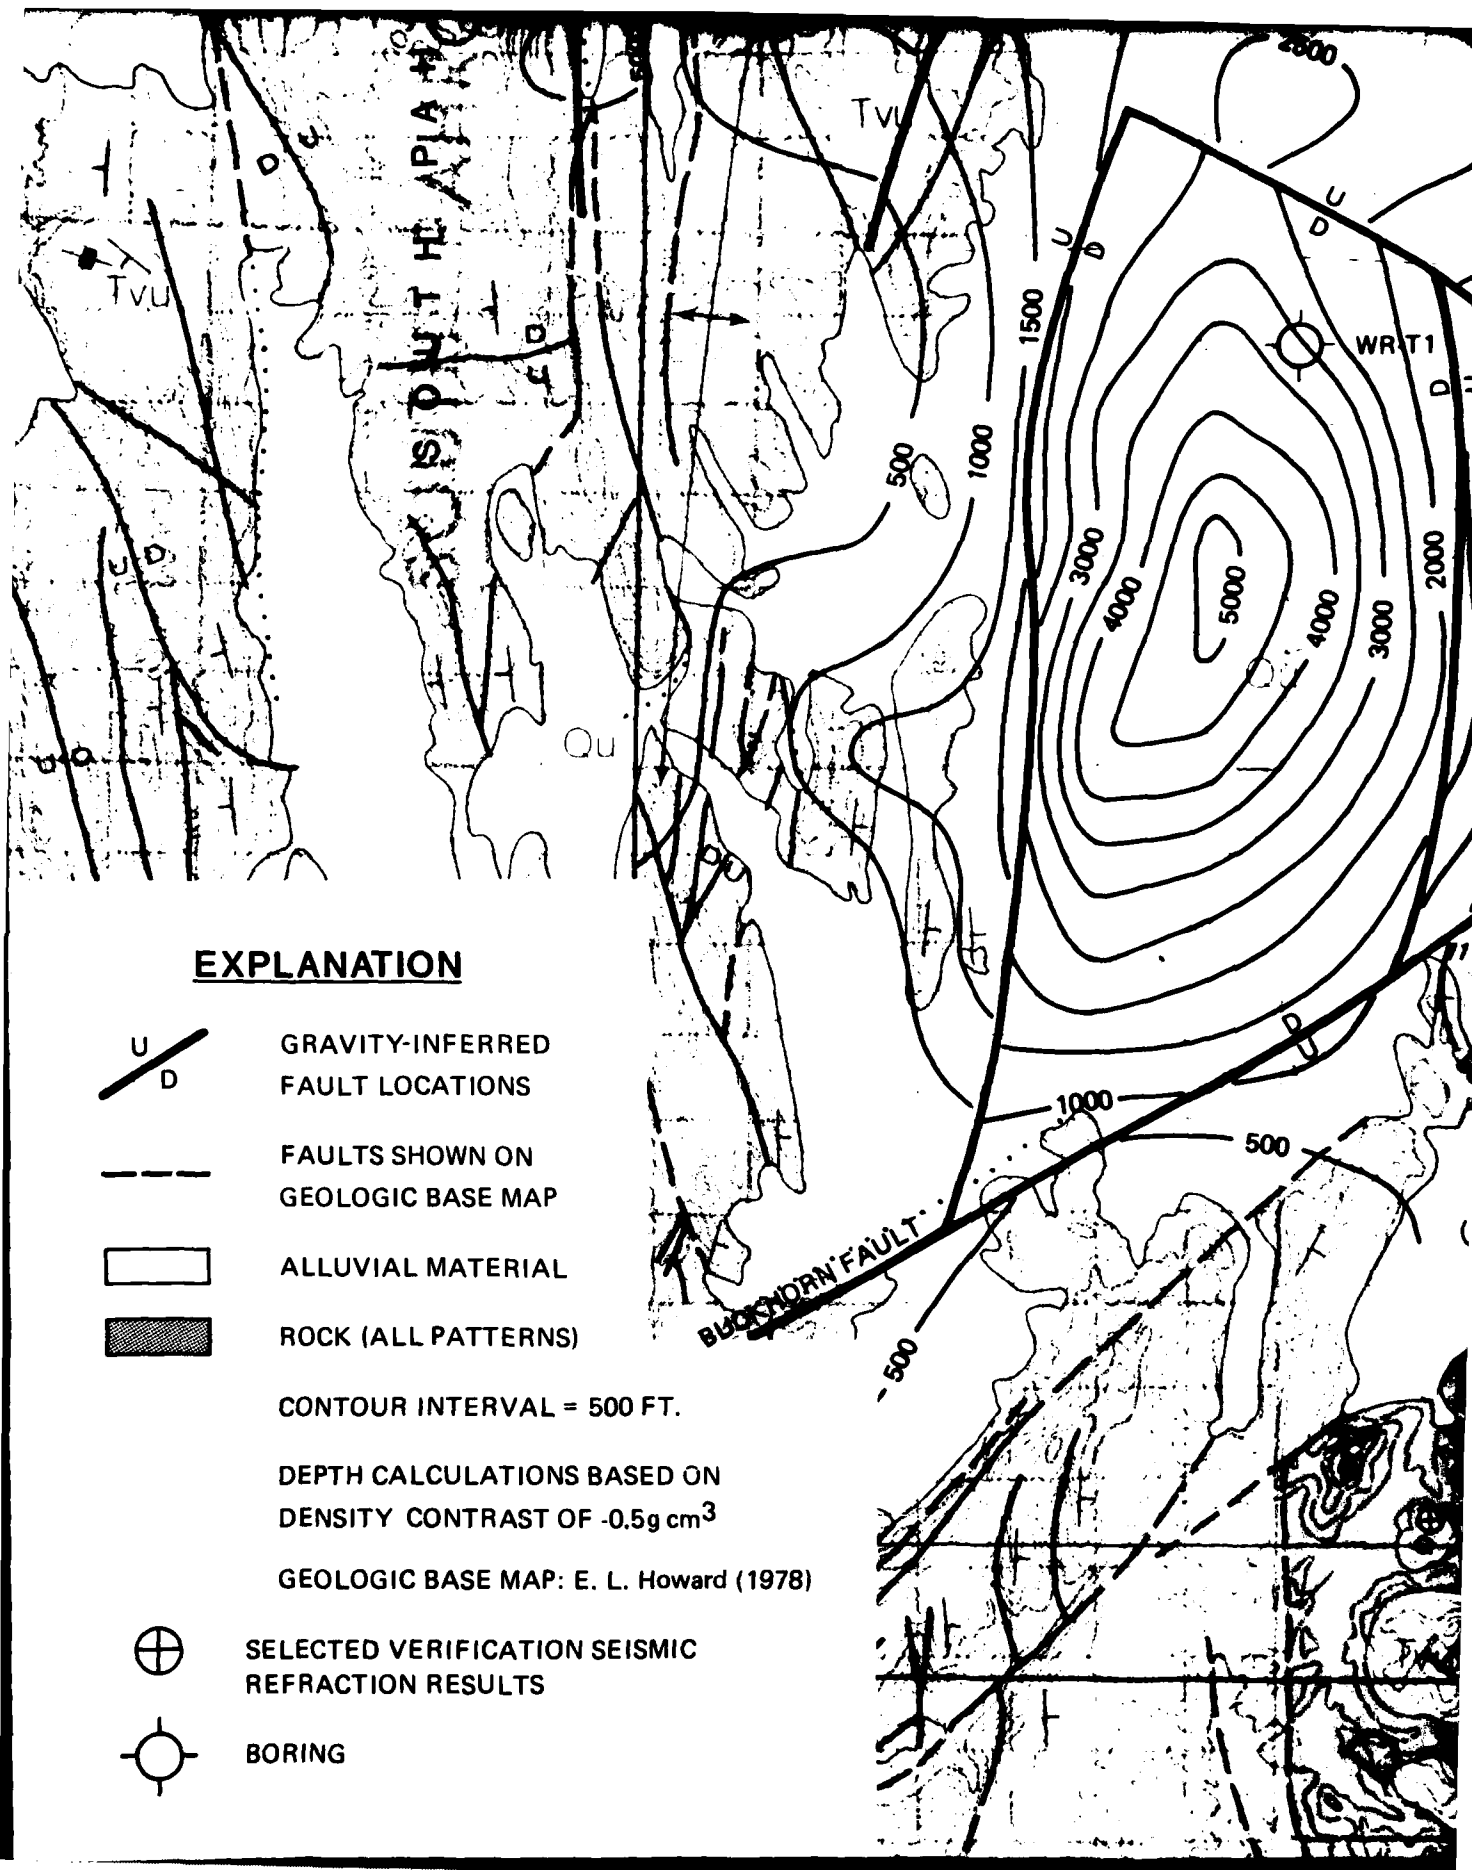 2500
SOUTH
Tvu
U
D
D
U
Tvu
D
U
1500
WR-T1
D
U
500
1000
3000
4000
5000
4000
3000
2000
U D
Qu
U D
D U
EXPLANATION
U
D
GRAVITY-INFERRED
FAULT LOCATIONS
FAULTS SHOWN ON
GEOLOGIC BASE MAP
ALLUVIAL MATERIAL
ROCK (ALL PATTERNS)
CONTOUR INTERVAL = 500 FT.
DEPTH CALCULATIONS BASED ON
DENSITY CONTRAST OF -0.5g cm3
GEOLOGIC BASE MAP: E. L. Howard (1978)
SELECTED VERIFICATION SEISMIC
REFRACTION RESULTS
BORING
D
U
1000
500
BUCKHORN FAULT
500